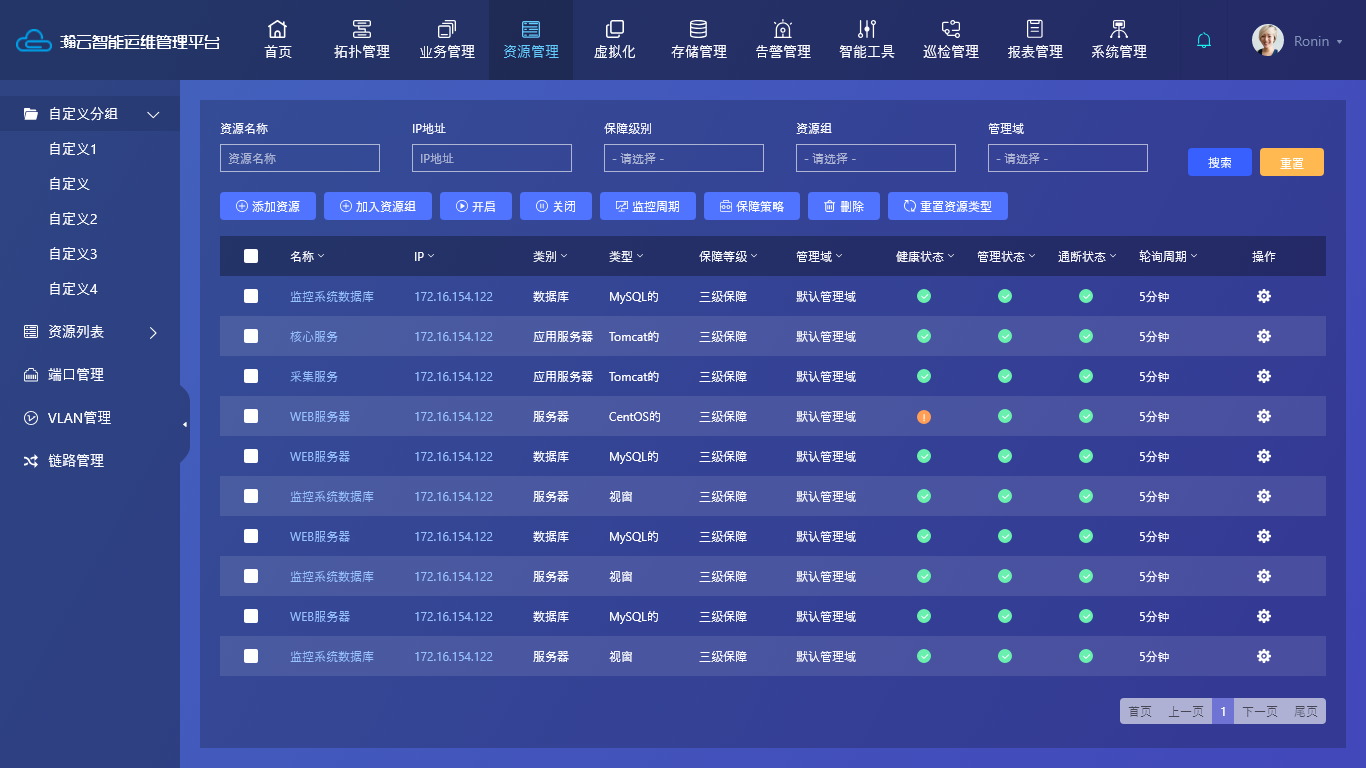 瀚云智能运维管理平台
首页 拓扑管理 业务管理 资源管理 虚拟化 存储管理 告警管理 智能工具 巡检管理 报表管理 系统管理 Ronin
自定义分组
自定义1
自定义
自定义2
自定义3
自定义4
资源列表
端口管理
VLAN管理
链路管理
资源名称 IP地址 保障级别 资源组 管理域
资源名称 IP地址 - 请选择 - - 请选择 - - 请选择 - 搜索 重置
添加资源 加入资源组 开启 关闭 监控周期 保障策略 删除 重置资源类型
名称 IP 类别 类型 保障等级 管理域 健康状态 管理状态 通断状态 轮询周期 操作
监控系统数据库 172.16.154.122 数据库 MySQL的 三级保障 默认管理域 5分钟
核心服务 172.16.154.122 应用服务器 Tomcat的 三级保障 默认管理域 5分钟
采集服务 172.16.154.122 应用服务器 Tomcat的 三级保障 默认管理域 5分钟
WEB服务器 172.16.154.122 服务器 CentOS的 三级保障 默认管理域 5分钟
WEB服务器 172.16.154.122 数据库 MySQL的 三级保障 默认管理域 5分钟
监控系统数据库 172.16.154.122 服务器 视窗 三级保障 默认管理域 5分钟
WEB服务器 172.16.154.122 数据库 MySQL的 三级保障 默认管理域 5分钟
监控系统数据库 172.16.154.122 服务器 视窗 三级保障 默认管理域 5分钟
WEB服务器 172.16.154.122 数据库 MySQL的 三级保障 默认管理域 5分钟
监控系统数据库 172.16.154.122 服务器 视窗 三级保障 默认管理域 5分钟
首页 上一页 1 下一页 尾页